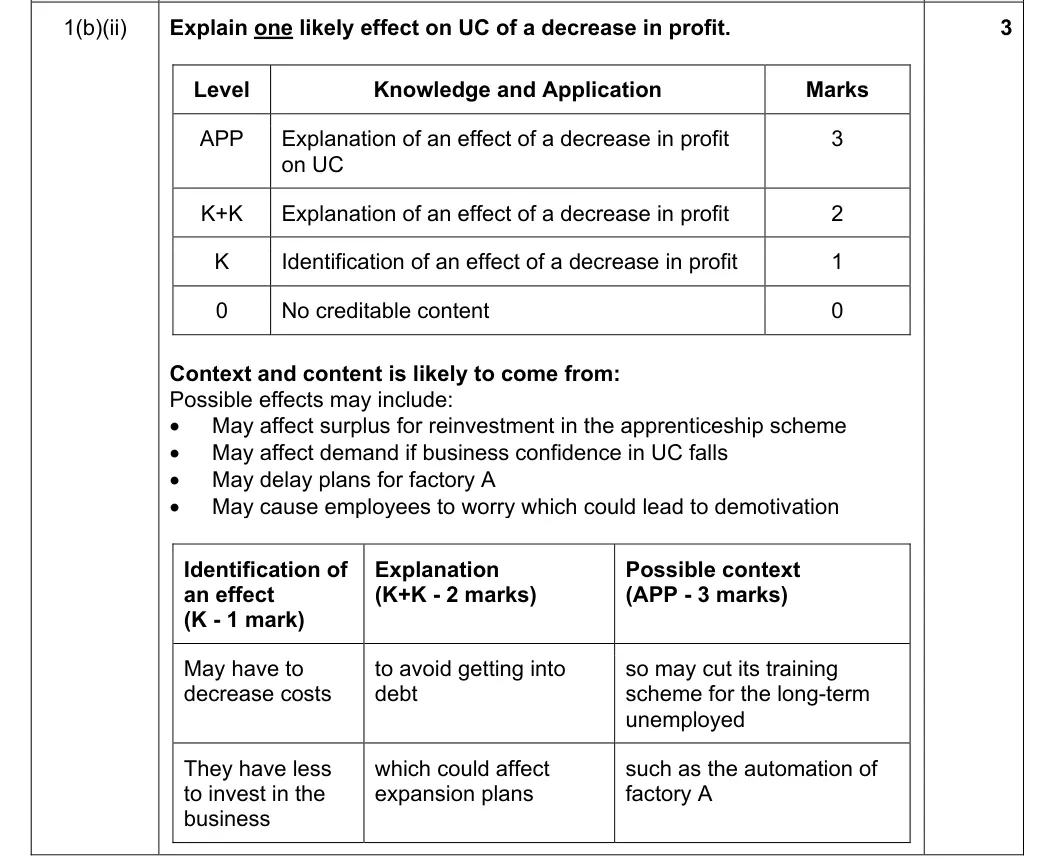 1(b)(ii) Explain one likely effect on UC of a decrease in profit. 3
Level Knowledge and Application Marks
APP Explanation of an effect of a decrease in profit 3
on UC
K+K Explanation of an effect of a decrease in profit 2
K Identification of an effect of a decrease in profit 1
0 No creditable content 0
Context and content is likely to come from:
Possible effects may include:
• May affect surplus for reinvestment in the apprenticeship scheme
• May affect demand if business confidence in UC falls
• May delay plans for factory A
• May cause employees to worry which could lead to demotivation
Identification of Explanation Possible context
an effect (K+K - 2 marks) (APP - 3 marks)
(K - 1 mark)
May have to to avoid getting into so may cut its training
decrease costs debt scheme for the long-term
unemployed
They have less which could affect such as the automation of
to invest in the expansion plans factory A
business